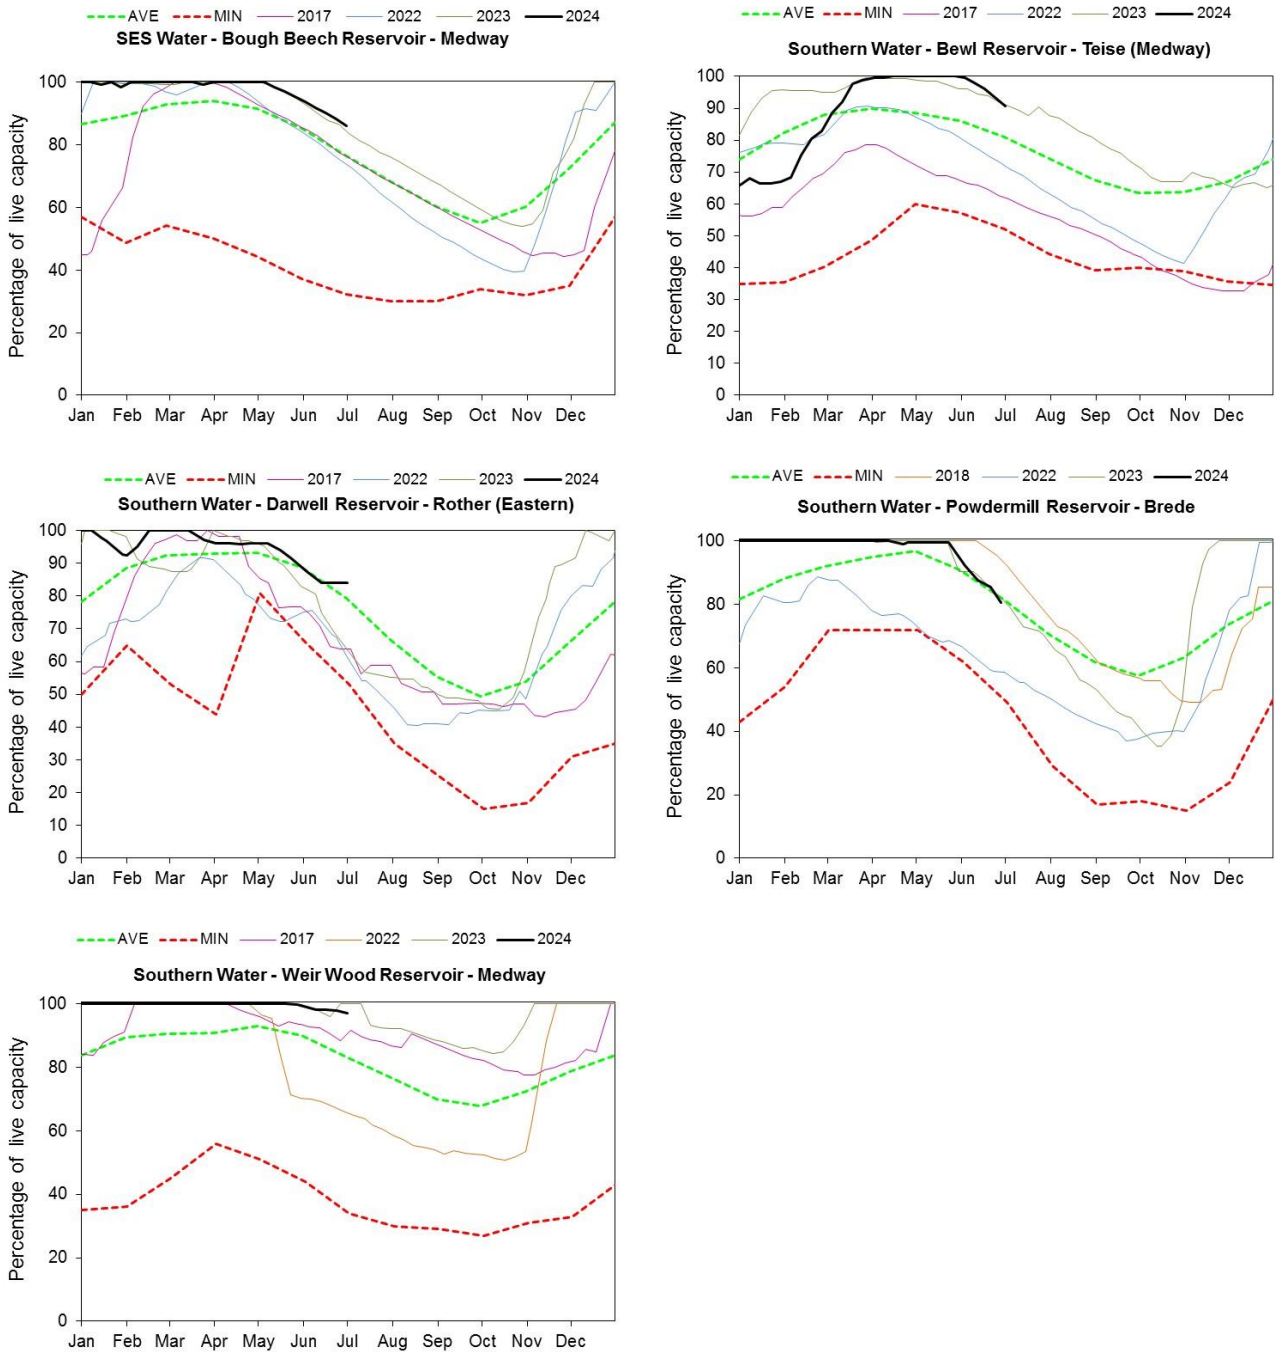 AVE MIN 2017 2022 2023 2024
SES Water - Bough Beech Reservoir - Medway
Percentage of live capacity
100
80
60
40
20
0
Jan Feb Mar Apr May Jun Jul Aug Sep Oct Nov Dec
AVE MIN 2017 2022 2023 2024
Southern Water - Bewl Reservoir - Teise (Medway)
Percentage of live capacity
100
90
80
70
60
50
40
30
20
10
0
Jan Feb Mar Apr May Jun Jul Aug Sep Oct Nov Dec
AVE MIN 2017 2022 2023 2024
Southern Water - Darwell Reservoir - Rother (Eastern)
Percentage of live capacity
100
90
80
70
60
50
40
30
20
10
0
Jan Feb Mar Apr May Jun Jul Aug Sep Oct Nov Dec
AVE MIN 2018 2022 2023 2024
Southern Water - Powdermill Reservoir - Brede
Percentage of live capacity
100
80
60
40
20
0
Jan Feb Mar Apr May Jun Jul Aug Sep Oct Nov Dec
AVE MIN 2017 2022 2023 2024
Southern Water - Weir Wood Reservoir - Medway
Percentage of live capacity
100
80
60
40
20
0
Jan Feb Mar Apr May Jun Jul Aug Sep Oct Nov Dec